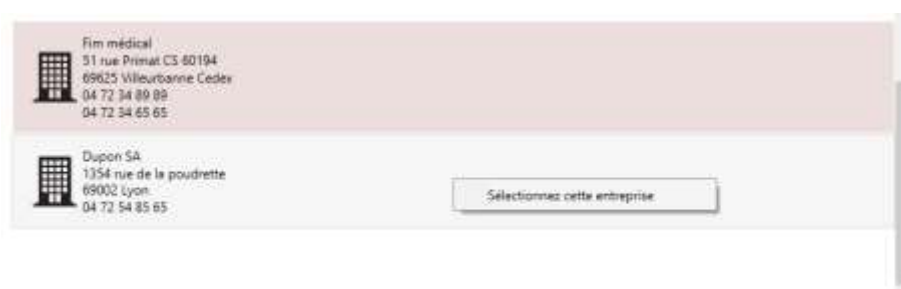 Fim médical
51 rue Primat CS 60194
69625 Villeurbanne Cedex
04 72 34 89 89
04 72 34 65 65
Dupon SA
1354 rue de la poudrette
69002 Lyon
04 72 54 85 65
Sélectionnez cette entreprise